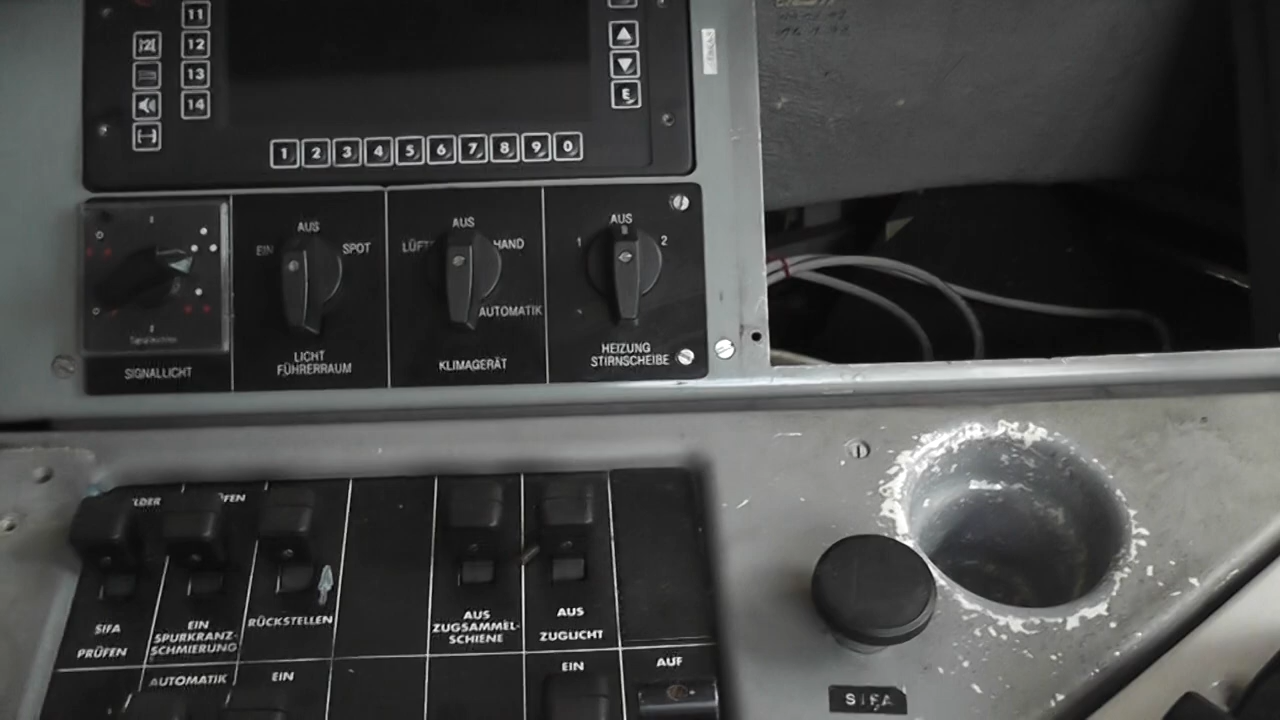 11
12
13
14
E
1 2 3 4 5 6 7 8 9 0
AUS
EIN
SPOT
LICHT
FÜHRERRAUM
AUS
HAND
AUTOMATIK
KLIMAGERÄT
AUS
1
2
HEIZUNG
STIRNSCHEIBE
SIGNALLICHT
SIFA
PRÜFEN
EIN
SPURKRANZ-
SCHMIERUNG
RÜCKSTELLEN
AUS
ZUGSAMMEL-
SCHIENE
AUS
ZUGLICHT
AUTOMATIK
EIN
EIN
AUF
SIFA